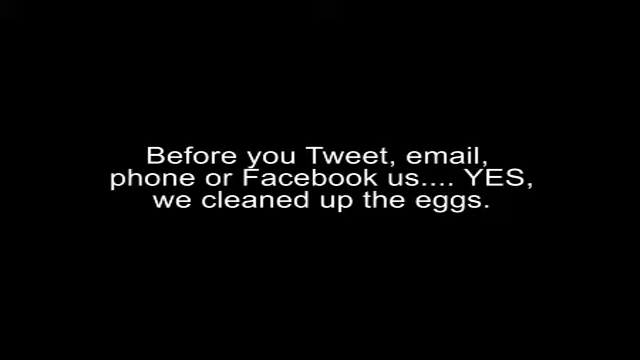 Before you Tweet, email,
phone or Facebook us.... YES,
we cleaned up the eggs.